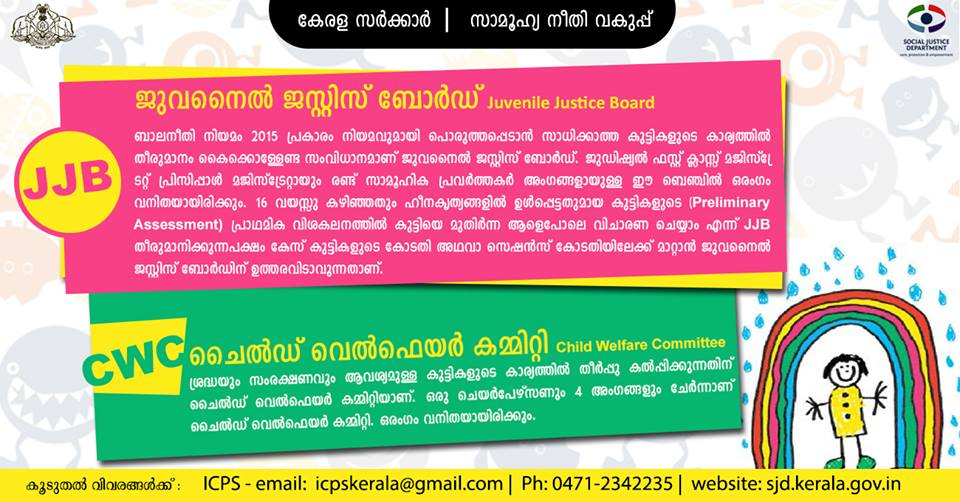 കേരള സർക്കാർ | സാമൂഹ്യ നീതി വകുപ്പ്
SOCIAL JUSTICE
DEPARTMENT
care, protection & empowerment
ജുവനൈൽ ജസ്റ്റിസ് ബോർഡ് Juvenile Justice Board
JJB
ബാലനീതി നിയമം 2015 പ്രകാരം നിയമവുമായി പൊരുത്തപ്പെടാൻ സാധിക്കാത്ത കുട്ടികളുടെ കാര്യത്തിൽ
തീരുമാനം കൈക്കൊള്ളേണ്ട സംവിധാനമാണ് ജുവനൈൽ ജസ്റ്റിസ് ബോർഡ്. ജുഡിഷ്യൽ ഫസ്റ്റ് ക്ലാസ്സ് മജിസ്ട്രേ
ട്ടേറ്റ് പ്രിസിപ്പാൾ മജിസ്ട്രേറ്റായും രണ്ട് സാമൂഹിക പ്രവർത്തകർ അംഗങ്ങളായുള്ള ഈ ബെഞ്ചിൽ ഒരംഗം
വനിതയായിരിക്കും. 16 വയസ്സു കഴിഞ്ഞതും ഹീനകൃത്യങ്ങളിൽ ഉൾപ്പെട്ടതുമായ കുട്ടികളുടെ (Preliminary
Assessment) പ്രാഥമിക വിശകലനത്തിൽ കുട്ടിയെ മുതിർന്ന ആളെപോലെ വിചാരണ ചെയ്യാം എന്ന് JJB
തീരുമാനിക്കുന്നപക്ഷം കേസ് കുട്ടികളുടെ കോടതി അഥവാ സെഷൻസ് കോടതിയിലേക്ക് മാറ്റാൻ ജുവനൈൽ
ജസ്റ്റിസ് ബോർഡിന് ഉത്തരവിടാവുന്നതാണ്.
CWC
ചൈൽഡ് വെൽഫെയർ കമ്മിറ്റി Child Welfare Committee
ശ്രദ്ധയും സംരക്ഷണവും ആവശ്യമുള്ള കുട്ടികളുടെ കാര്യത്തിൽ തീർപ്പു കൽപ്പിക്കുന്നതിന്
ചൈൽഡ് വെൽഫെയർ കമ്മിറ്റിയാണ്. ഒരു ചെയർപേഴ്സണും 4 അംഗങ്ങളും ചേർന്നാണ്
ചൈൽഡ് വെൽഫെയർ കമ്മിറ്റി. ഒരംഗം വനിതയായിരിക്കും.
കൂടുതൽ വിവരങ്ങൾക്ക് : ICPS - email: icpskerala@gmail.com | Ph: 0471-2342235 | website: sjd.kerala.gov.in